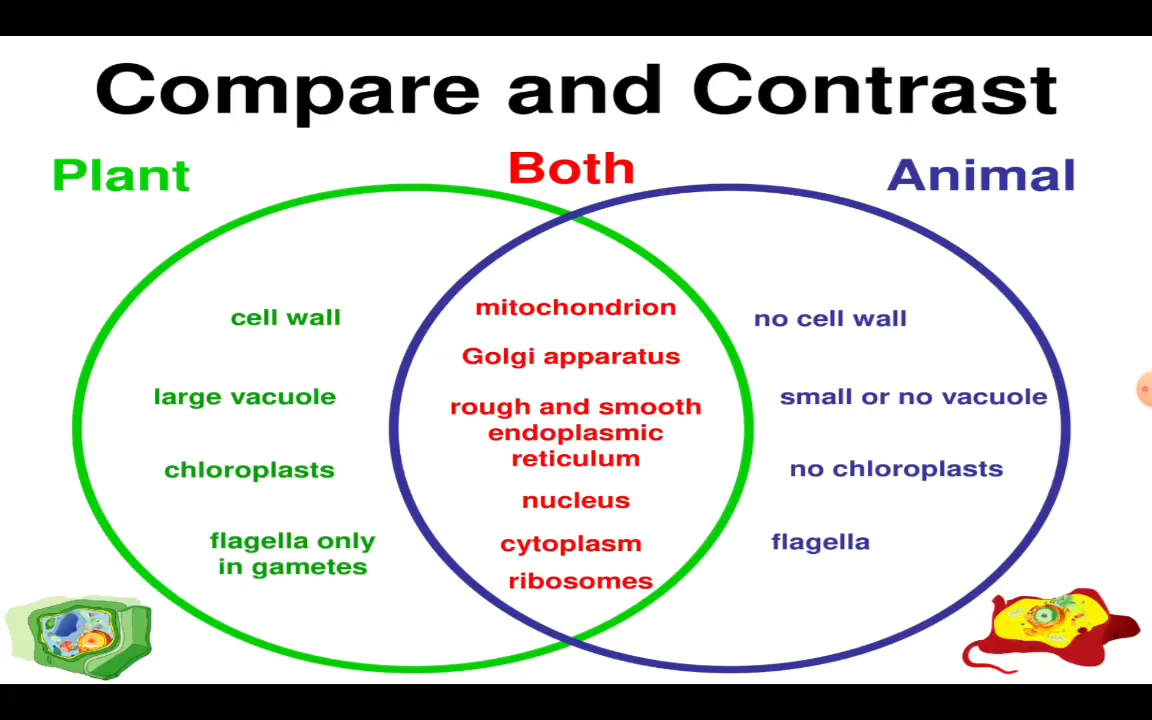 Compare and Contrast
Plant
Both
Animal
cell wall
large vacuole
chloroplasts
flagella only
in gametes
mitochondrion
Golgi apparatus
rough and smooth
endoplasmic
reticulum
nucleus
cytoplasm
ribosomes
no cell wall
small or no vacuole
no chloroplasts
flagella